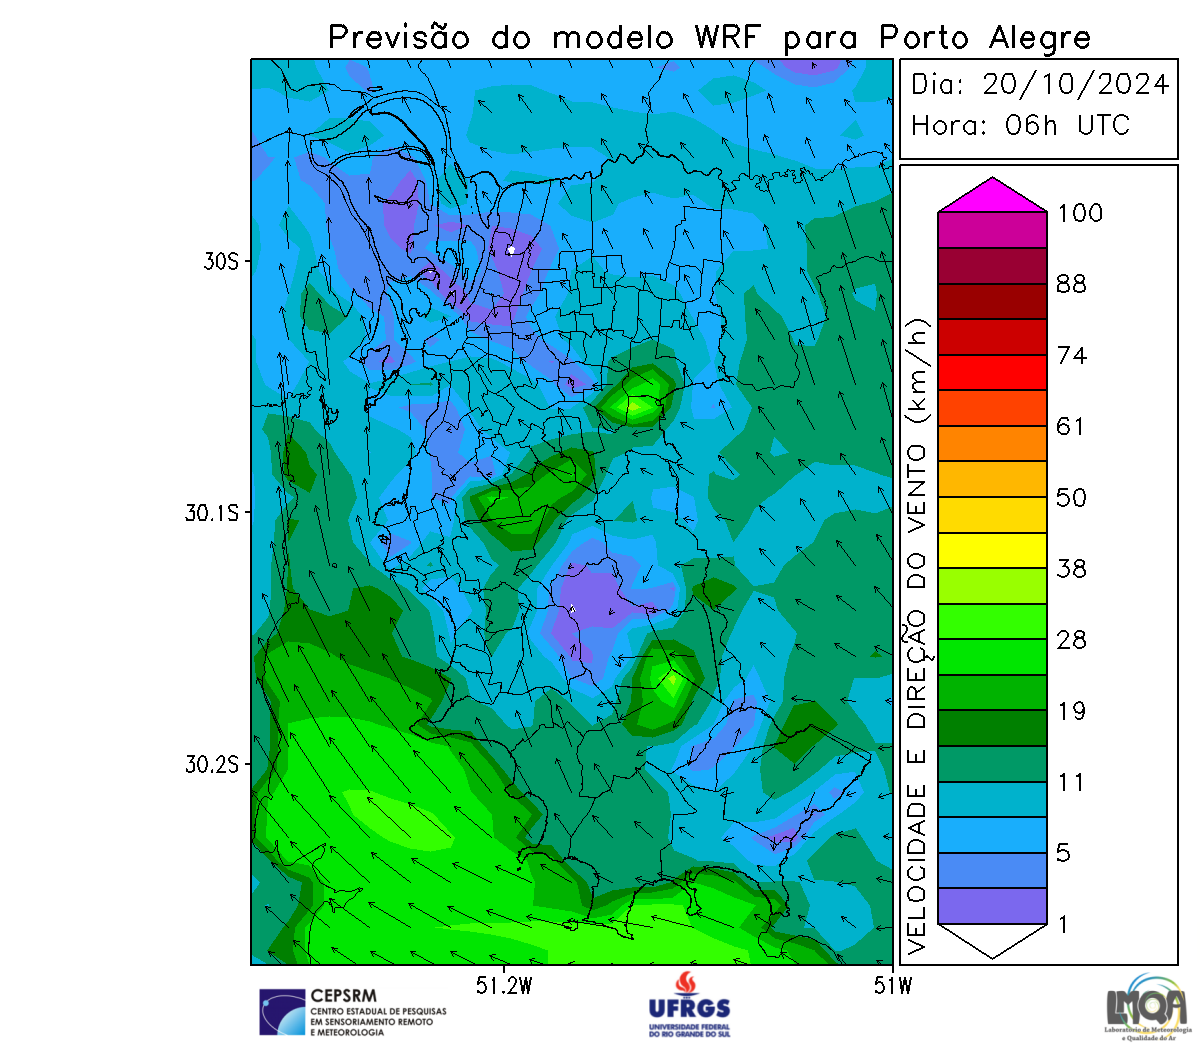 Previsão do modelo WRF para Porto Alegre
Dia: 20/10/2024
Hora: 06h UTC
30S
30.1S
30.2S
51.2W
51W
VELOCIDADE E DIREÇÃO DO VENTO (km/h)
100
88
74
61
50
38
28
19
11
5
1
CEPSRM
CENTRO ESTADUAL DE PESQUISAS
EM SENSORIAMENTO REMOTO
E METEOROLOGIA
UFRGS
UNIVERSIDADE FEDERAL
DO RIO GRANDE DO SUL
LMQA
Laboratório de Meteorologia
e Qualidade do Ar